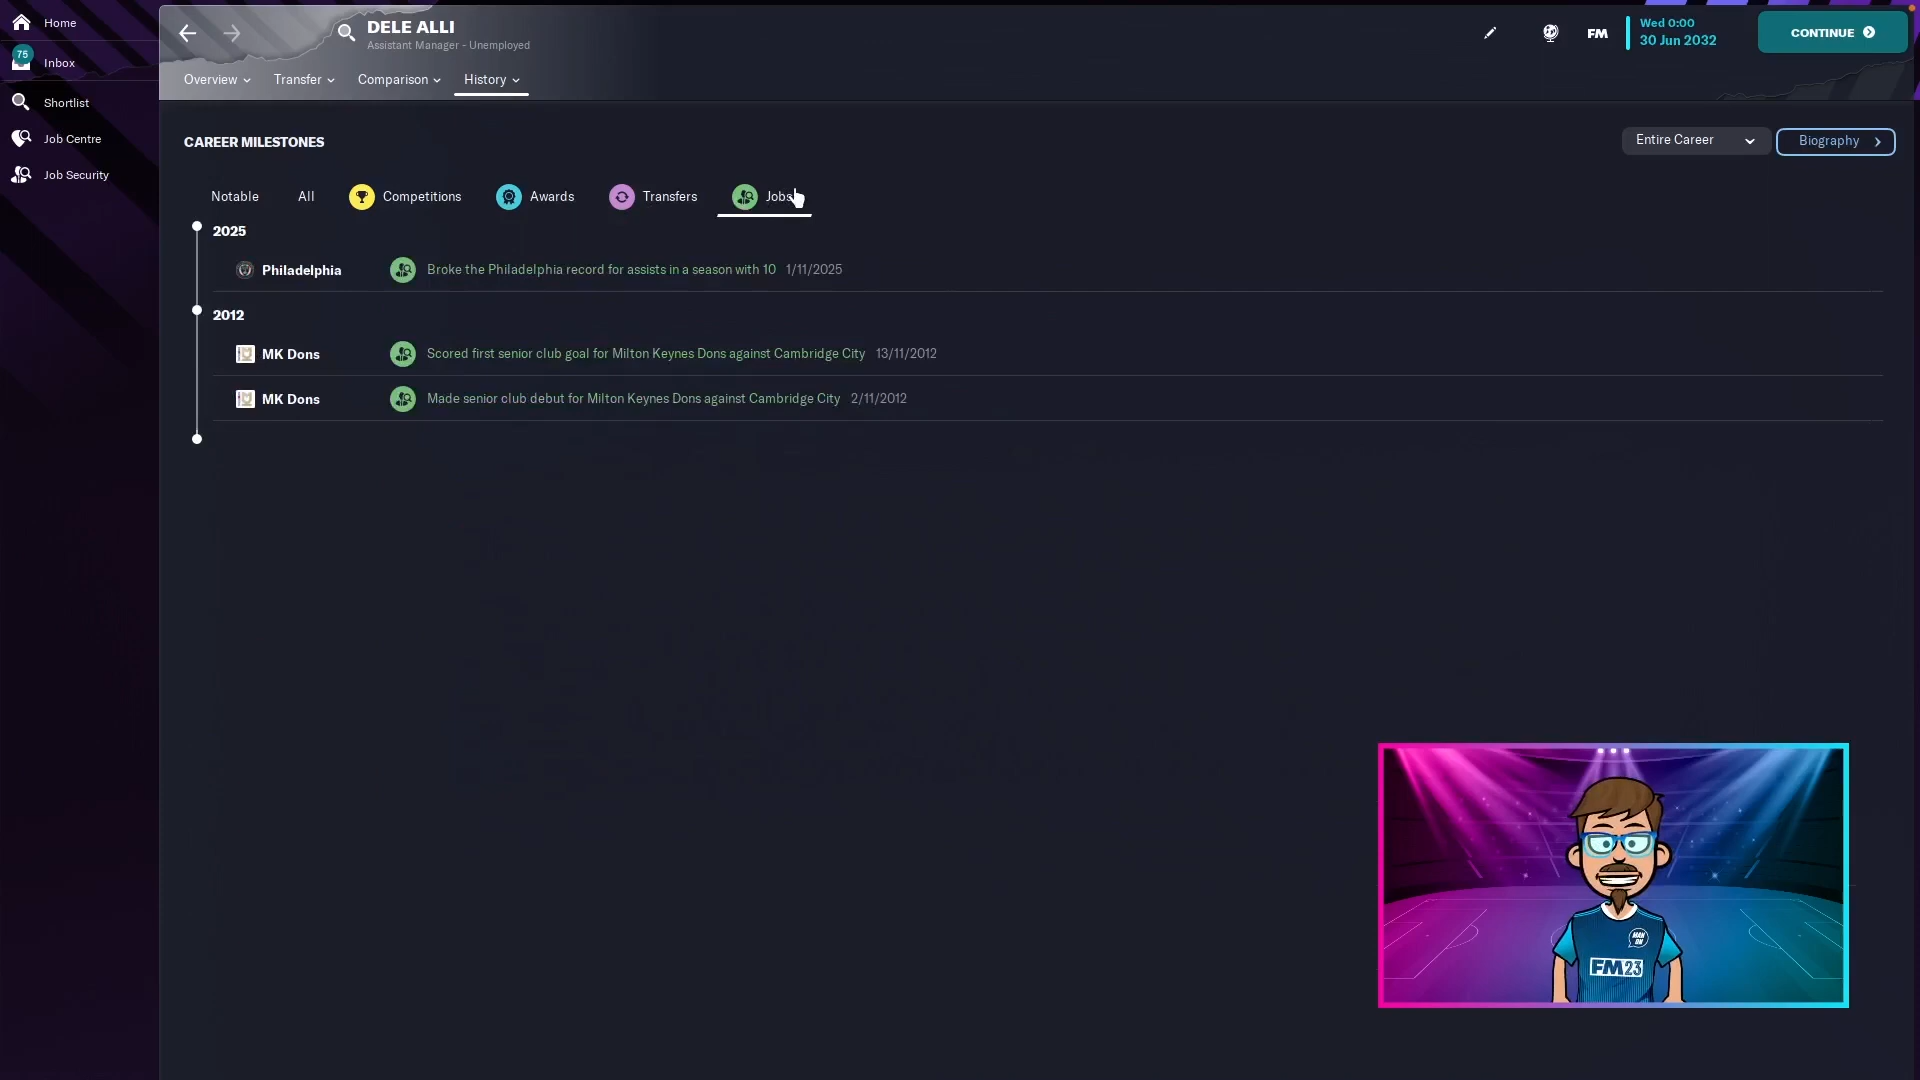 Home
75
Inbox
Shortlist
Job Centre
Job Security
DELE ALLI
Assistant Manager - Unemployed
Overview
Transfer
Comparison
History
FM
Wed 0:00
30 Jun 2032
CONTINUE
CAREER MILESTONES
Entire Career
Biography
Notable
All
Competitions
Awards
Transfers
Jobs
2025
Philadelphia
Broke the Philadelphia record for assists in a season with 10 1/11/2025
2012
MK Dons
Scored first senior club goal for Milton Keynes Dons against Cambridge City 13/11/2012
MK Dons
Made senior club debut for Milton Keynes Dons against Cambridge City 2/11/2012
MAN
ON
FM23